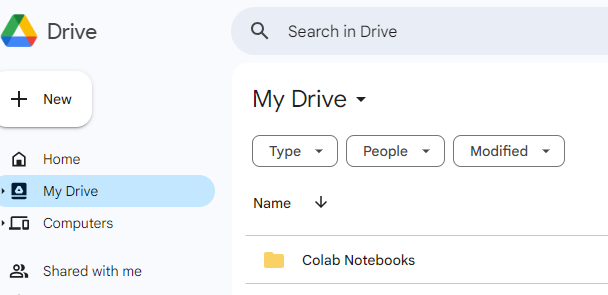 Drive
Search in Drive
New
My Drive
Type People Modified
Home
My Drive
Computers
Shared with me
Name
Colab Notebooks